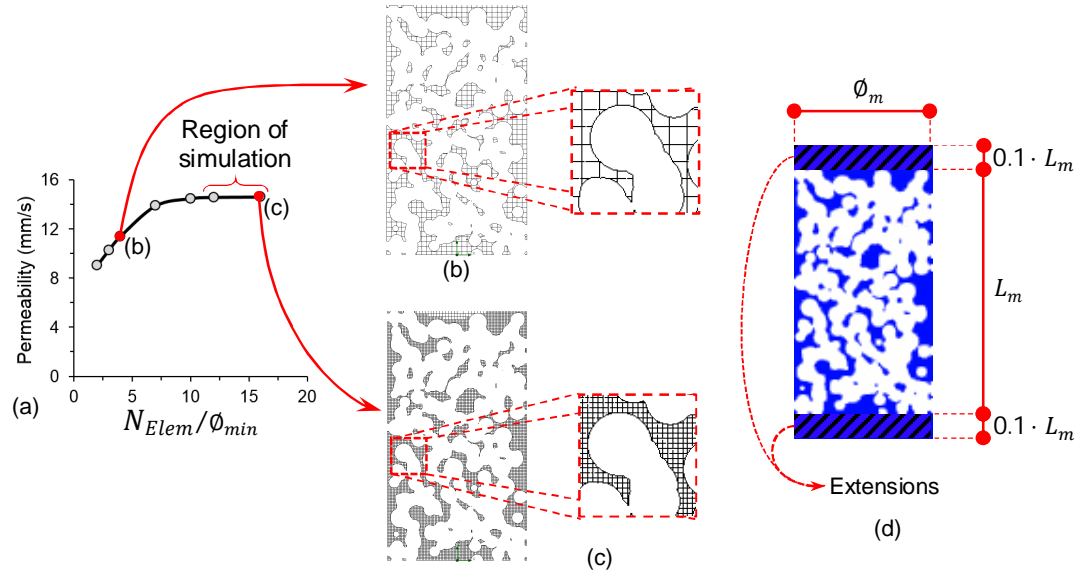 Region of
simulation
16
12
8
4
0
Permeability (mm/s)
(b)
(c)
0
5
10
15
20
(a)
N_Elem/∅_min
(b)
(c)
∅_m
0.1 · L_m
L_m
0.1 · L_m
Extensions
(d)